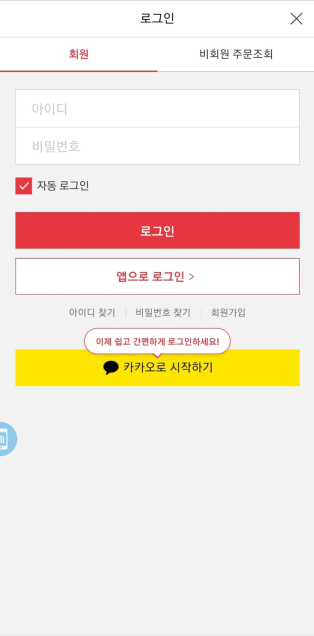 로그인
회원 비회원 주문조회
아이디
비밀번호
자동 로그인
로그인
앱으로 로그인 >
아이디 찾기 | 비밀번호 찾기 | 회원가입
이제 쉽고 간편하게 로그인하세요!
카카오로 시작하기